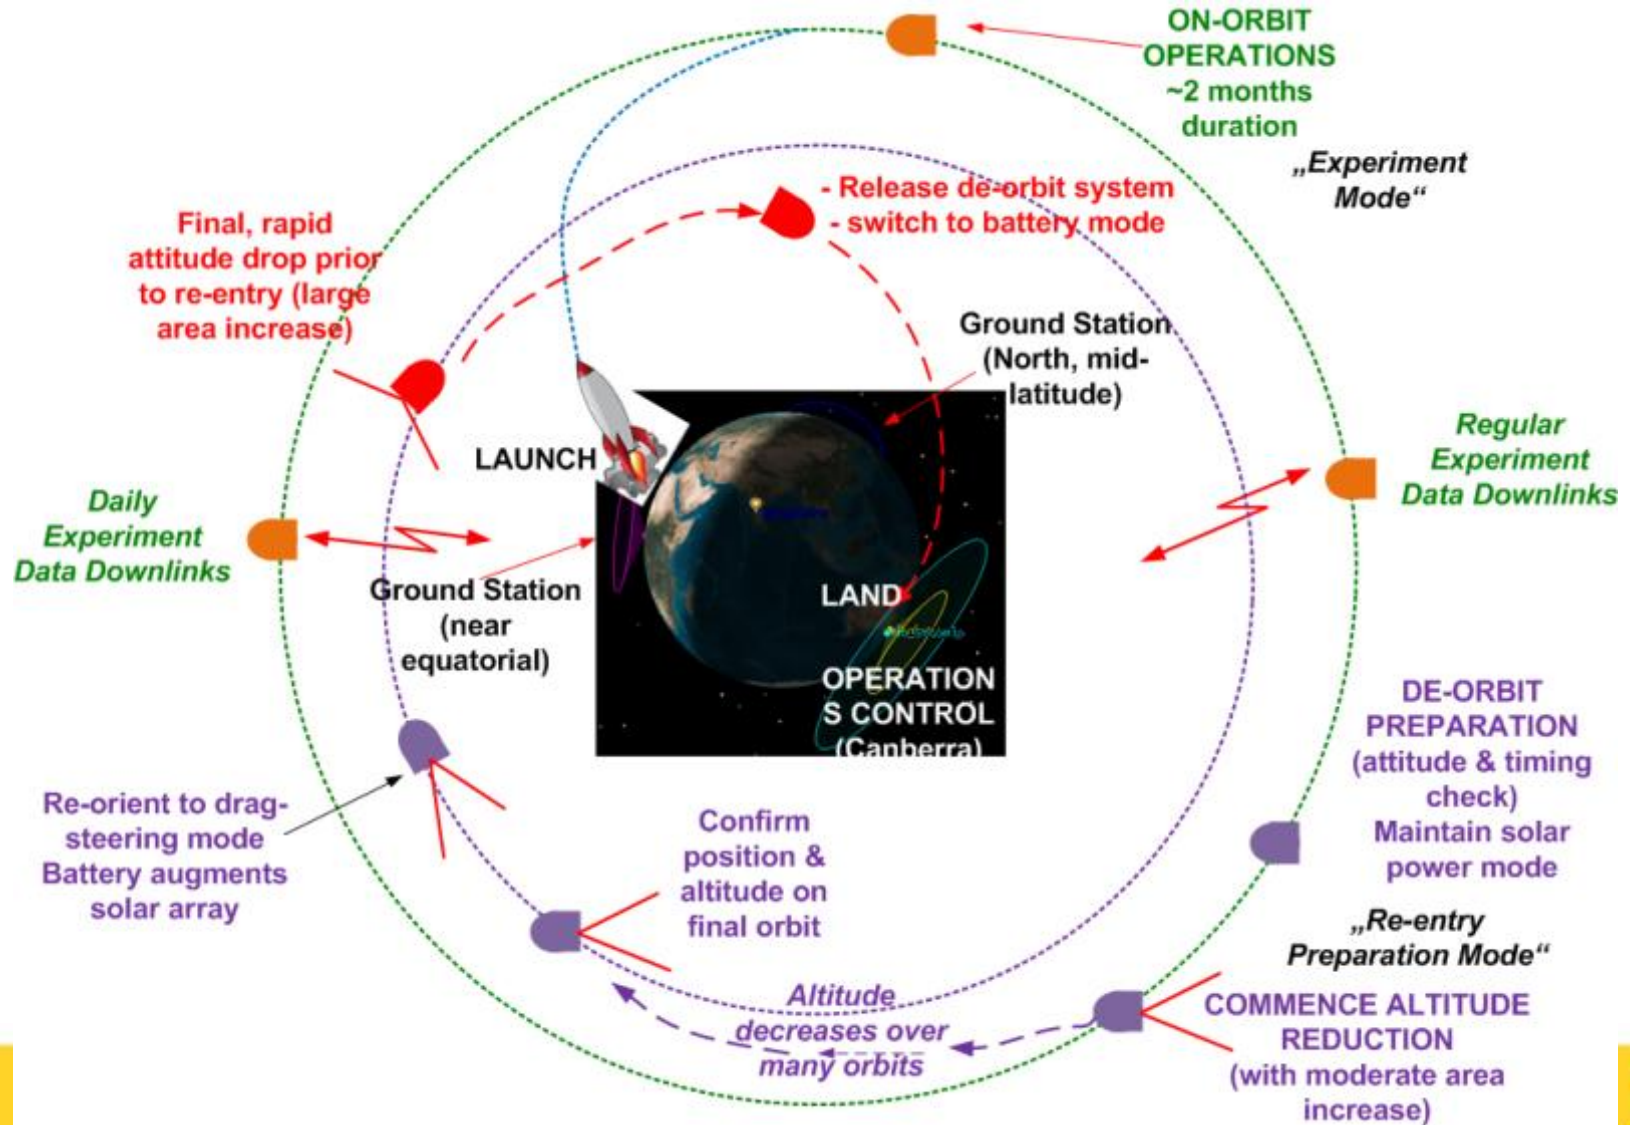 ON-ORBIT
OPERATIONS
~2 months
duration
„Experiment
Mode“
- Release de-orbit system
- switch to battery mode
Final, rapid
attitude drop prior
to re-entry (large
area increase)
Ground Station
(North, mid-
latitude)
LAUNCH
Regular
Experiment
Data Downlinks
Daily
Experiment
Data Downlinks
Ground Station
(near
equatorial)
LAND
OPERATION
S CONTROL
(Canberra)
DE-ORBIT
PREPARATION
(attitude & timing
check)
Maintain solar
power mode
Re-orient to drag-
steering mode
Battery augments
solar array
Confirm
position &
altitude on
final orbit
„Re-entry
Preparation Mode“
Altitude
decreases over
many orbits
COMMENCE ALTITUDE
REDUCTION
(with moderate area
increase)